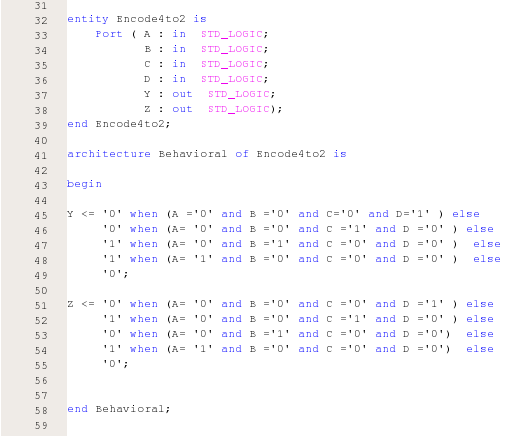 31
32 entity Encode4to2 is
33 Port ( A : in STD_LOGIC;
34 B : in STD_LOGIC;
35 C : in STD_LOGIC;
36 D : in STD_LOGIC;
37 Y : out STD_LOGIC;
38 Z : out STD_LOGIC);
39 end Encode4to2;
40
41 architecture Behavioral of Encode4to2 is
42
43 begin
44
45 Y <= '0' when (A ='0' and B ='0' and C='0' and D='1' ) else
46 '0' when (A= '0' and B ='0' and C ='1' and D ='0' ) else
47 '1' when (A= '0' and B ='1' and C ='0' and D ='0' ) else
48 '1' when (A= '1' and B ='0' and C ='0' and D ='0' ) else
49 '0';
50
51 Z <= '0' when (A= '0' and B ='0' and C ='0' and D ='1' ) else
52 '1' when (A= '0' and B ='0' and C ='1' and D ='0' ) else
53 '0' when (A= '0' and B ='1' and C ='0' and D ='0') else
54 '1' when (A= '1' and B ='0' and C ='0' and D ='0') else
55 '0';
56
57
58 end Behavioral;
59